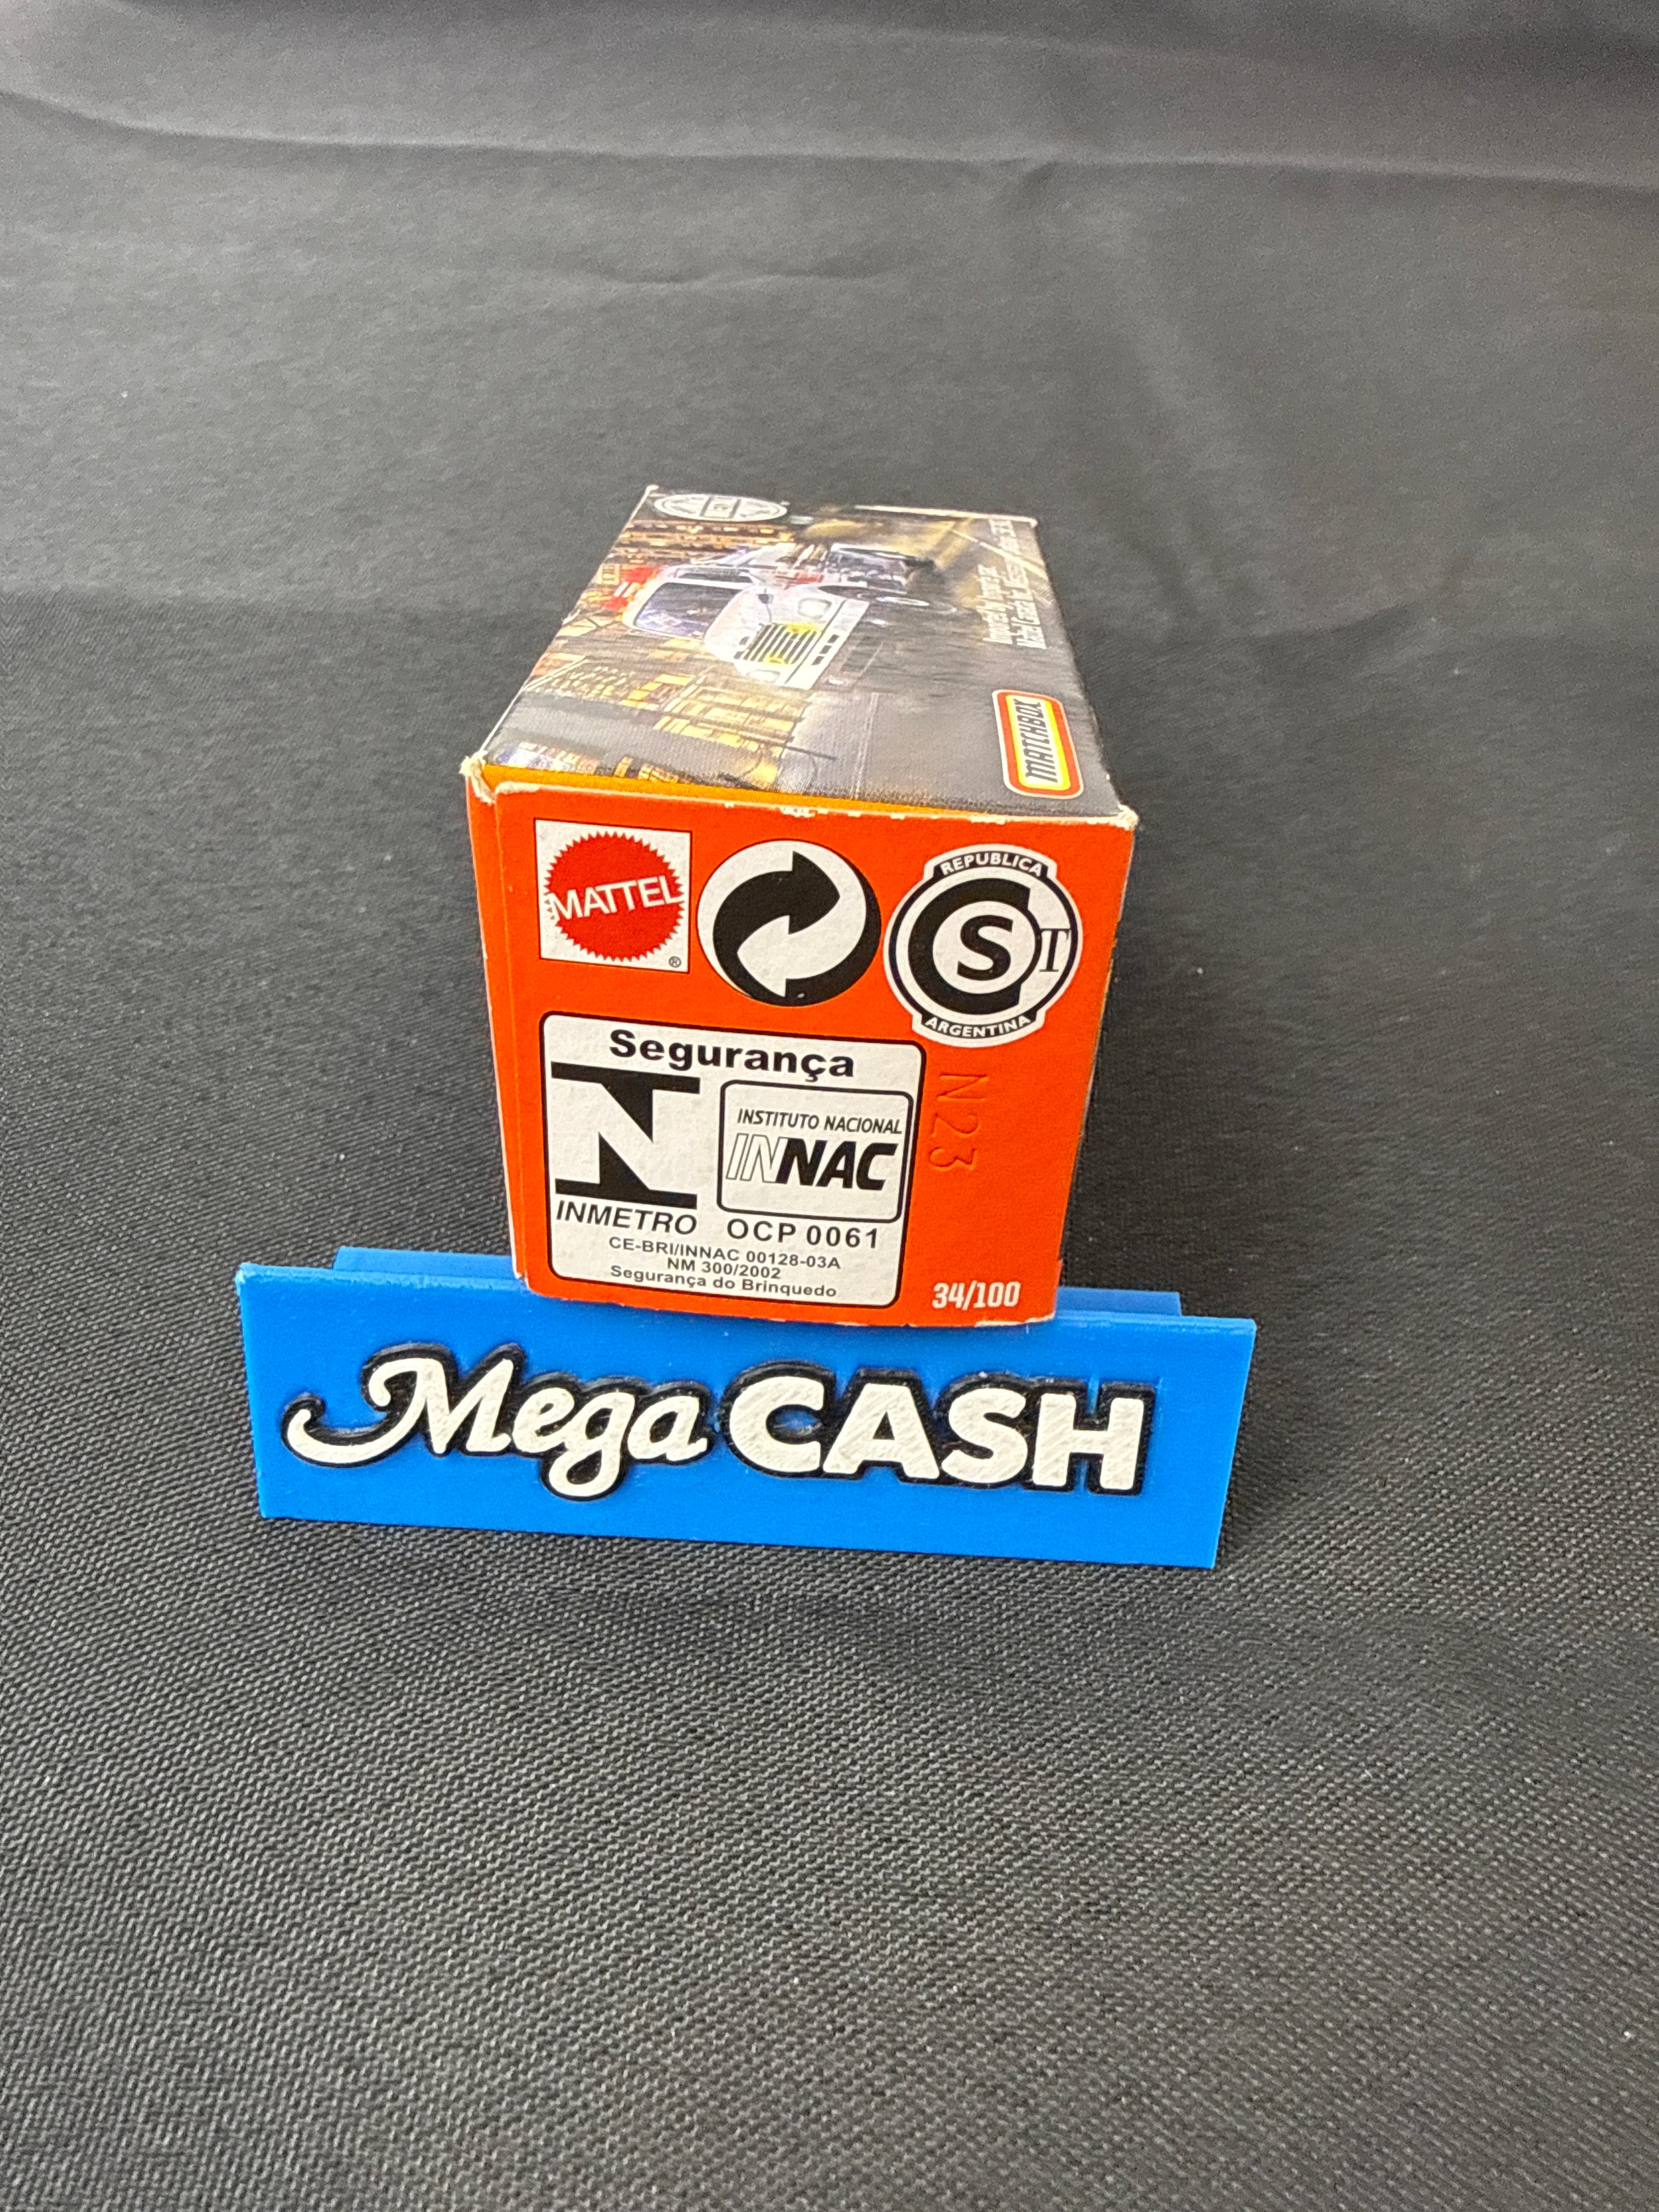 MATCHBOX
MATTEL
®
REPUBLICA
C S T
ARGENTINA
Segurança
N
INMETRO
INSTITUTO NACIONAL
INNAC
OCP 0061
CE-BRI/INNAC 00128-03A
NM 300/2002
Segurança do Brinquedo
N23
34/100
Mega CASH